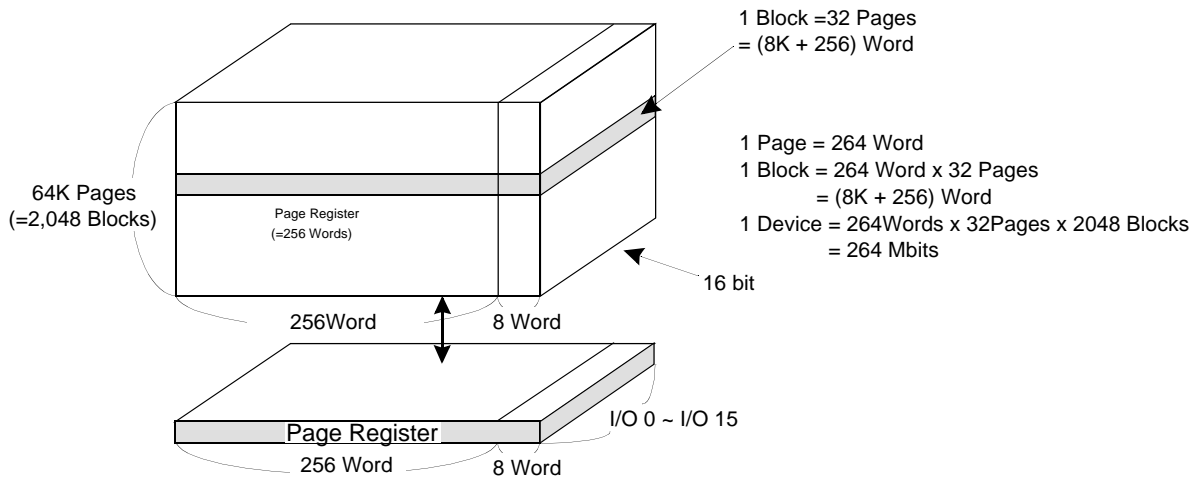 1 Block =32 Pages
= (8K + 256) Word
1 Page = 264 Word
1 Block = 264 Word x 32 Pages
= (8K + 256) Word
1 Device = 264Words x 32Pages x 2048 Blocks
= 264 Mbits
64K Pages
(=2,048 Blocks)
Page Register
(=256 Words)
16 bit
256Word
8 Word
I/O 0 ~ I/O 15
Page Register
256 Word
8 Word